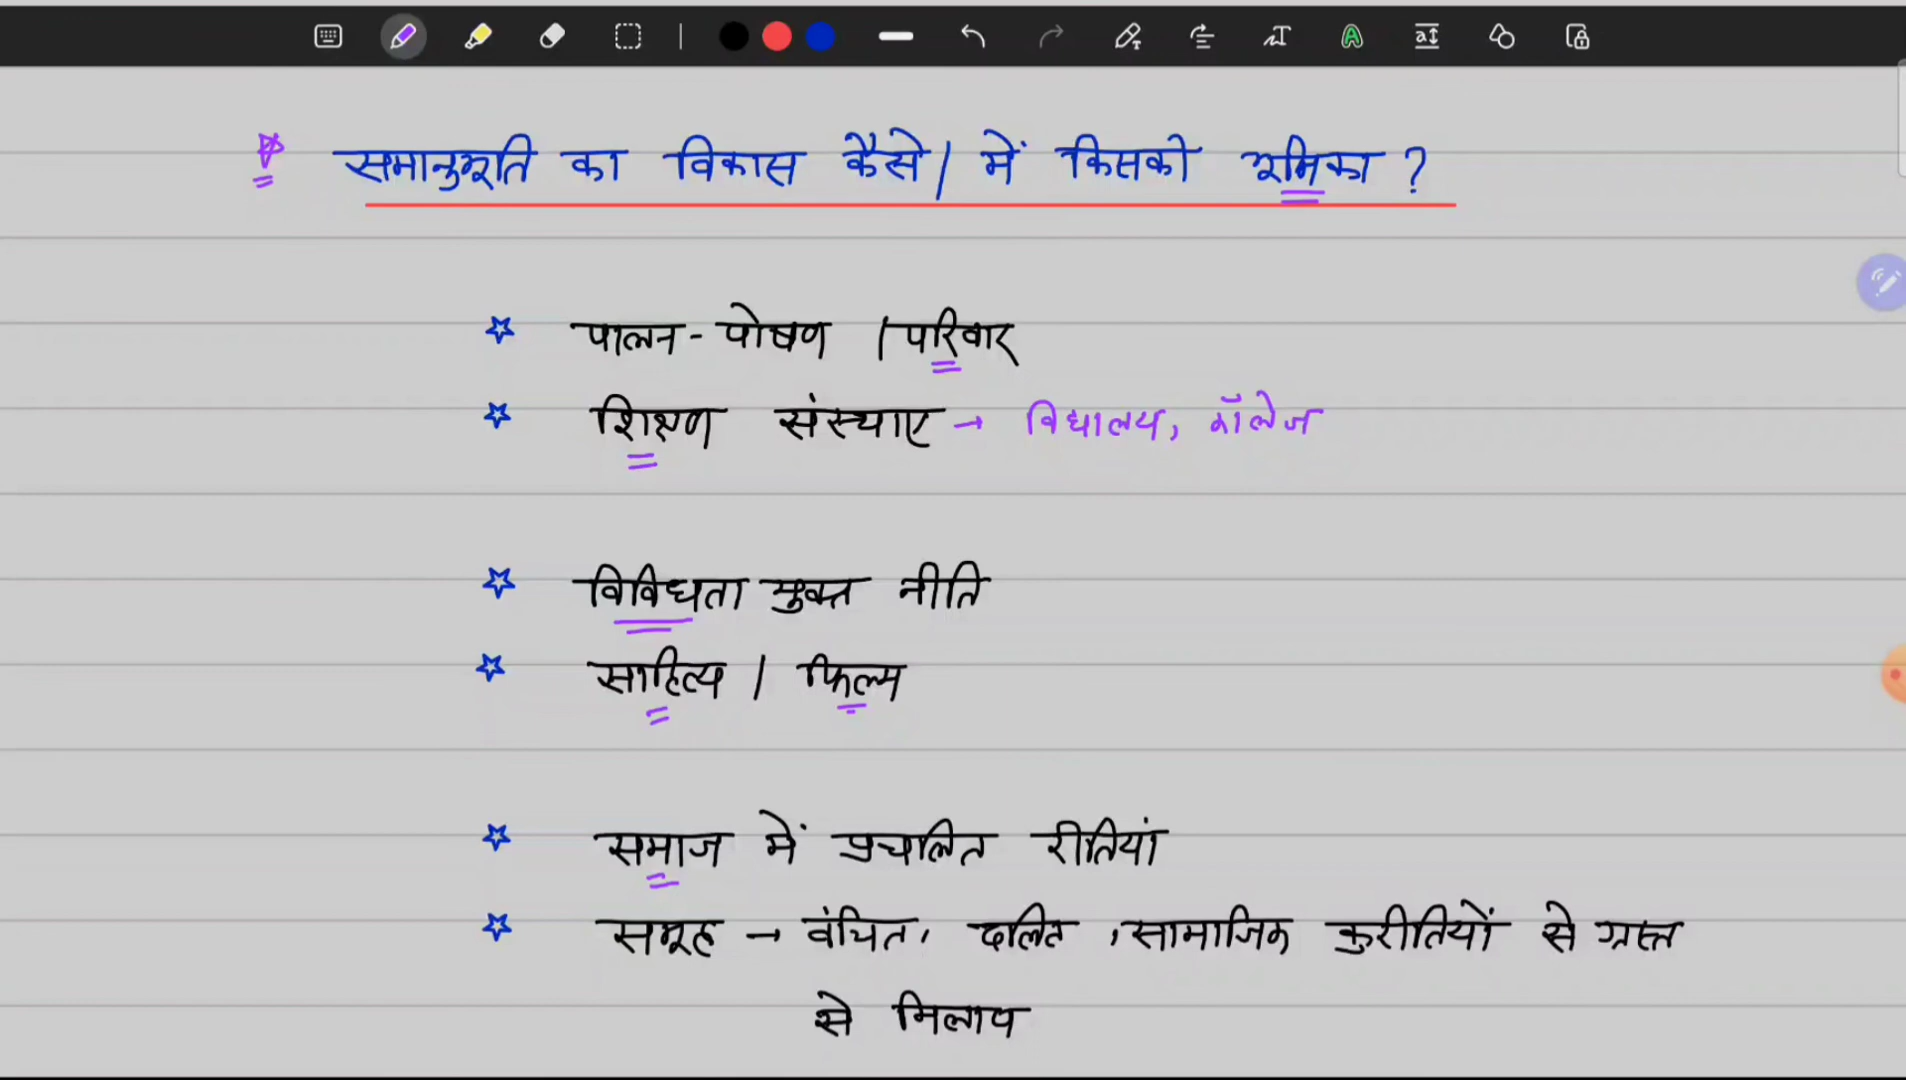 समानुभूति का विकास कैसे / में किसकी भूमिका ?
☆ पालन - पोषण / परिवार
☆ शिक्षण संस्थाए → विद्यालय, कॉलेज
☆ विविधता युक्त नीति
☆ साहित्य / फिल्म
☆ समाज में प्रचलित रीतियां
☆ समूह → वंचित, दलित, सामाजिक कुरीतियों से ग्रस्त
से मिलाप